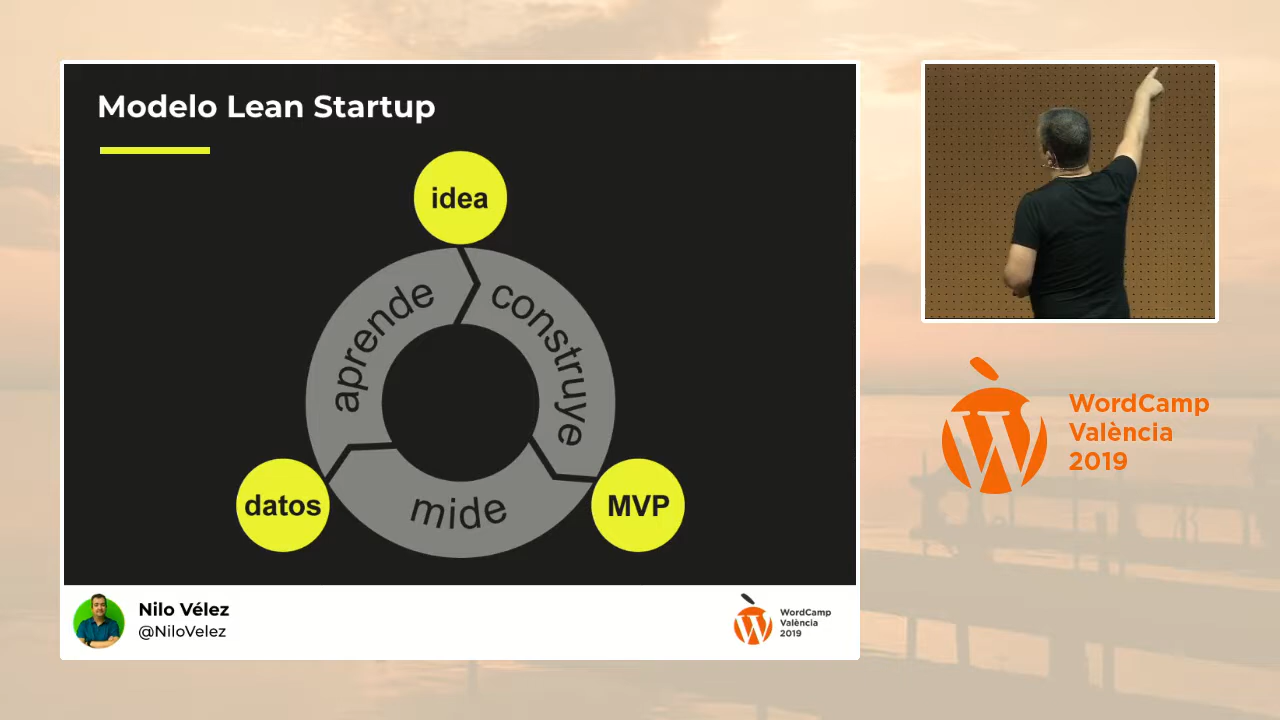 Modelo Lean Startup
idea
aprende
construye
datos
mide
MVP
Nilo Vélez
@NiloVelez
WordCamp
València
2019
WordCamp
València
2019